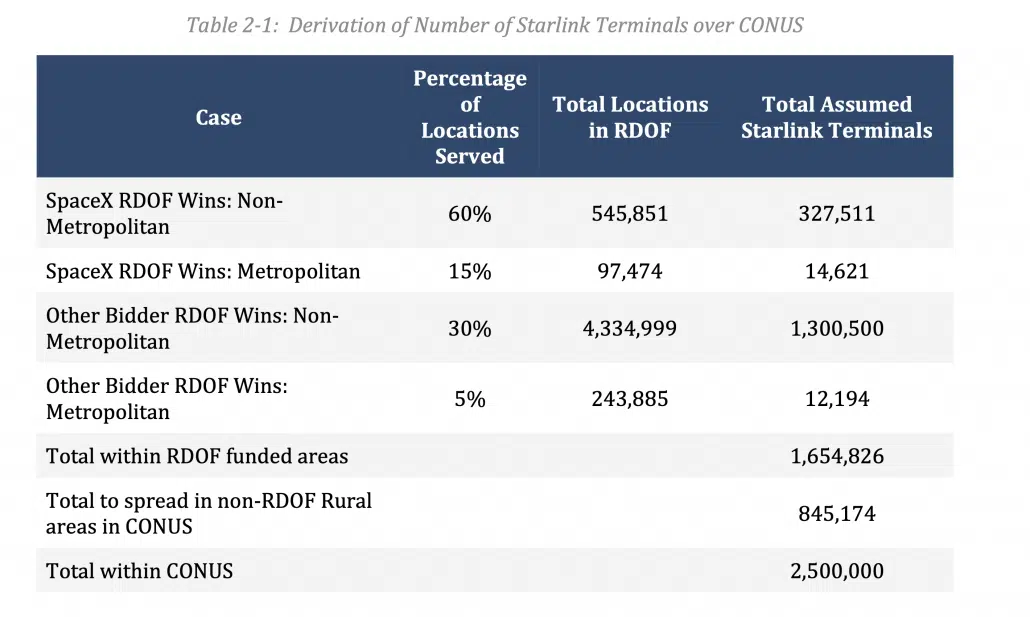 Table 2-1: Derivation of Number of Starlink Terminals over CONUS
Case
Percentage
of
Locations
Served
Total Locations
in RDOF
Total Assumed
Starlink Terminals
SpaceX RDOF Wins: Non-
Metropolitan
60%
545,851
327,511
SpaceX RDOF Wins: Metropolitan
15%
97,474
14,621
Other Bidder RDOF Wins: Non-
Metropolitan
30%
4,334,999
1,300,500
Other Bidder RDOF Wins:
Metropolitan
5%
243,885
12,194
Total within RDOF funded areas
1,654,826
Total to spread in non-RDOF Rural
areas in CONUS
845,174
Total within CONUS
2,500,000